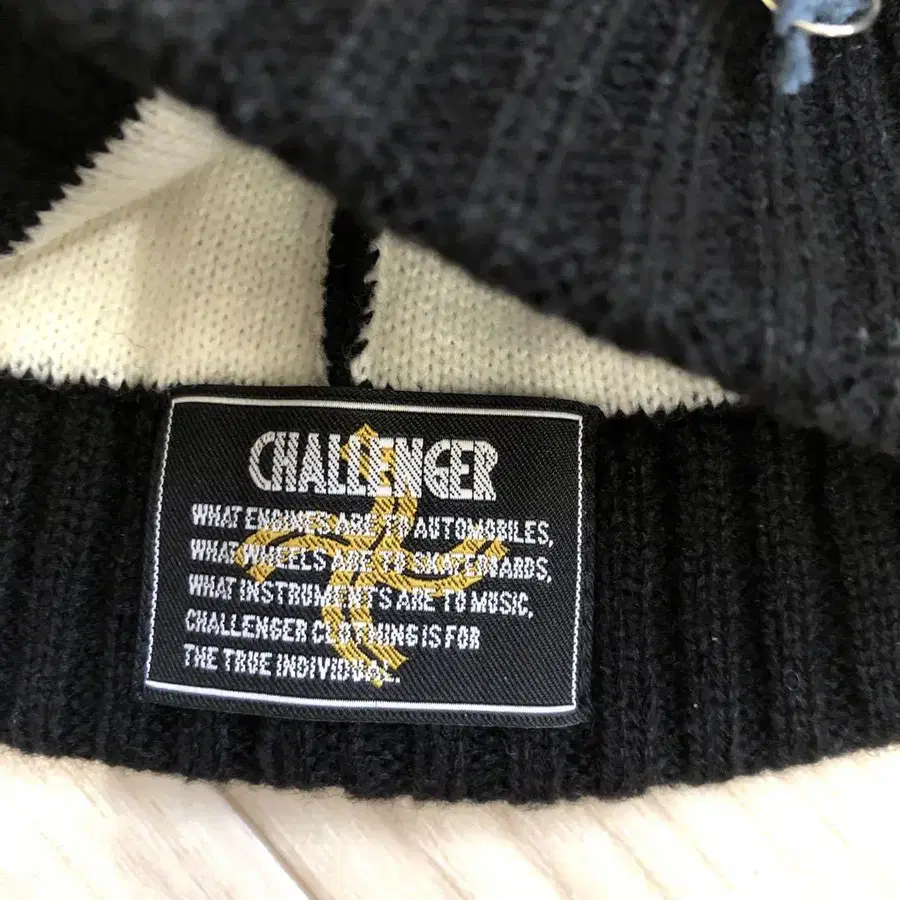 CHALLENGER
WHAT ENGINES ARE TO AUTOMOBILES,
WHAT WHEELS ARE TO SKATEBOARDS,
WHAT INSTRUMENTS ARE TO MUSIC,
CHALLENGER CLOTHING IS FOR
THE TRUE INDIVIDUAL.